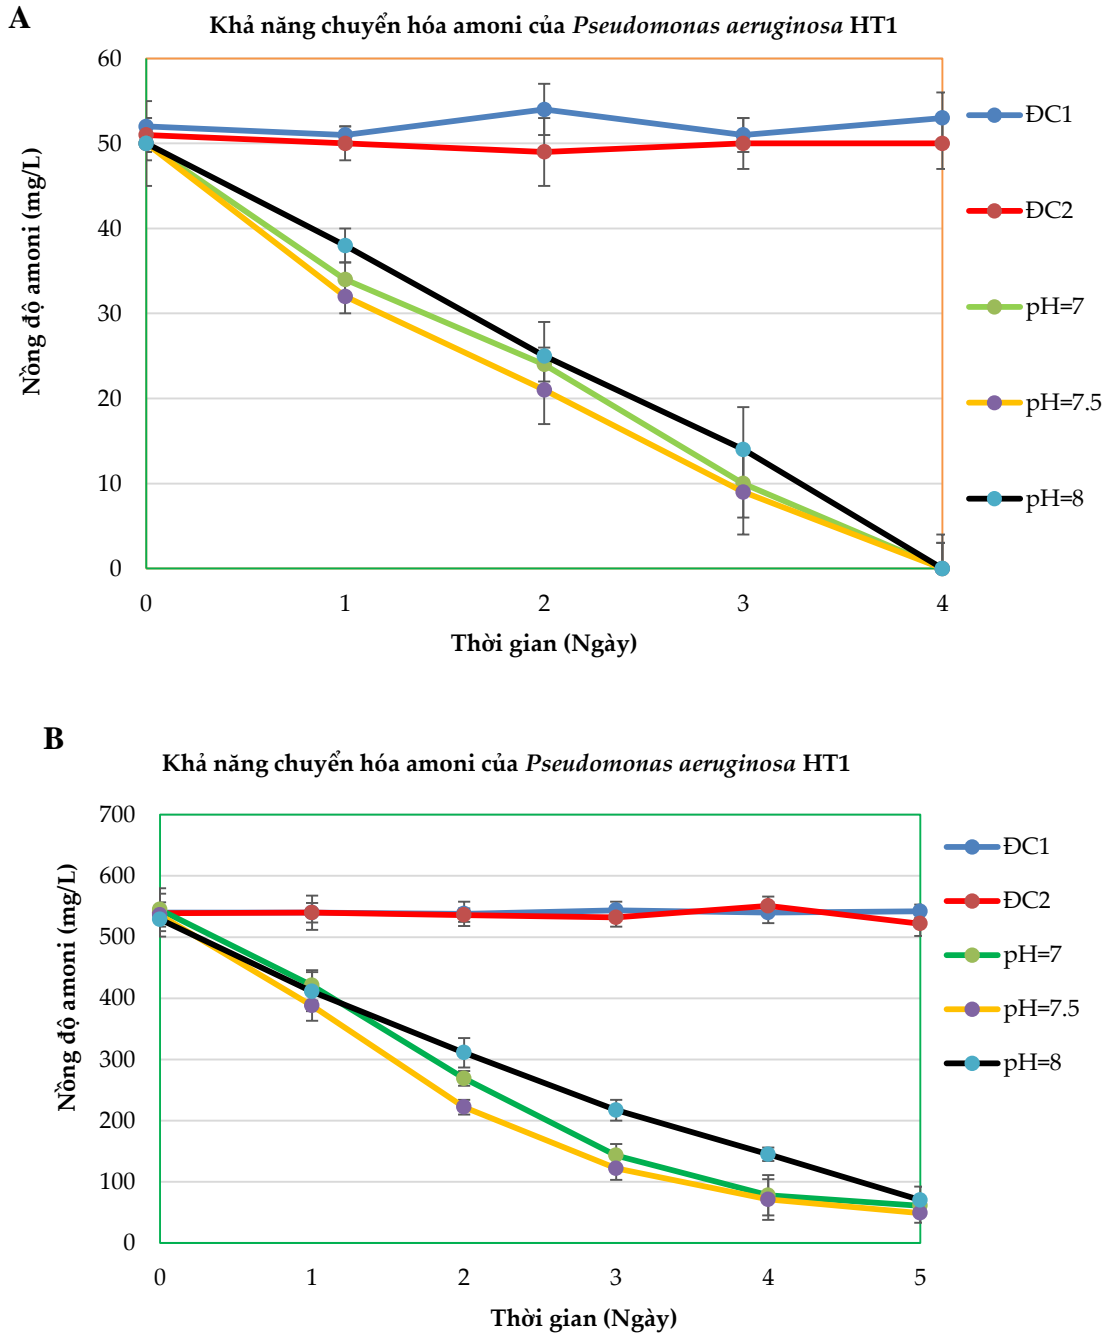 A
Khả năng chuyển hóa amoni của Pseudomonas aeruginosa HT1
Nồng độ amoni (mg/L)
60
50
40
30
20
10
0
0 1 2 3 4
Thời gian (Ngày)
ĐC1
ĐC2
pH=7
pH=7.5
pH=8
B
Khả năng chuyển hóa amoni của Pseudomonas aeruginosa HT1
Nồng độ amoni (mg/L)
700
600
500
400
300
200
100
0
0 1 2 3 4 5
Thời gian (Ngày)
ĐC1
ĐC2
pH=7
pH=7.5
pH=8